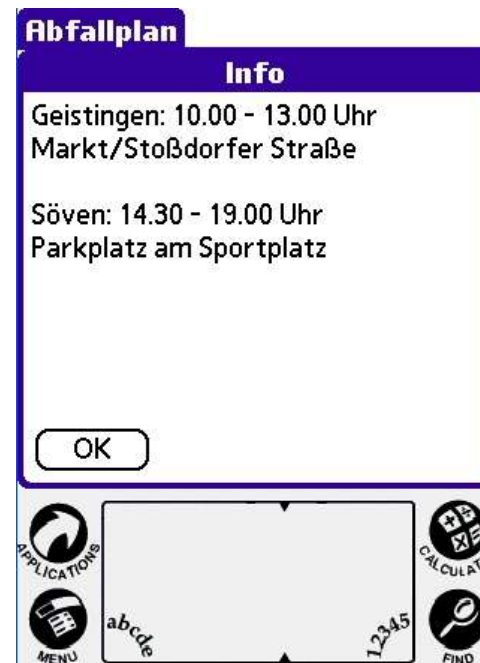 Abfallplan
Info
Geistingen: 10.00 - 13.00 Uhr
Markt/Stoßdorfer Straße
Söven: 14.30 - 19.00 Uhr
Parkplatz am Sportplatz
OK
APPLICATIONS
MENU
abcde
12345
FIND